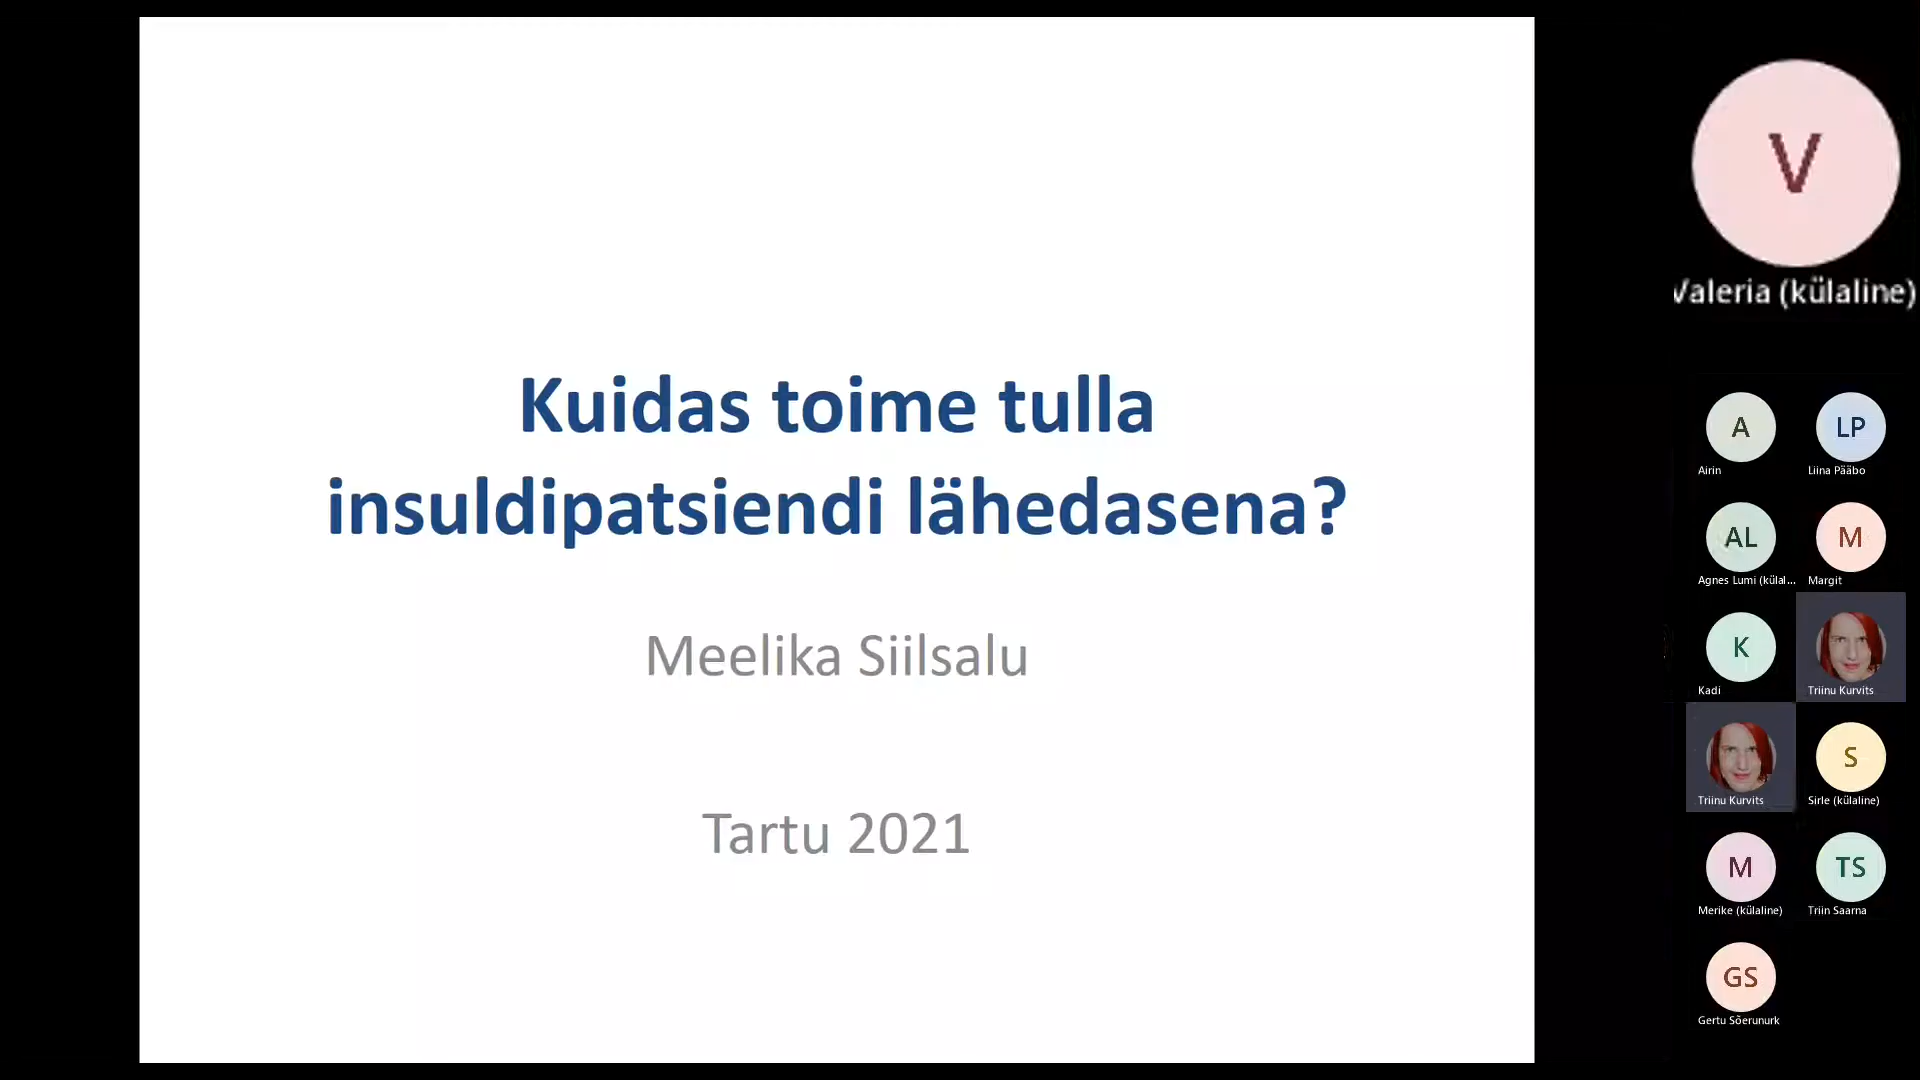 Kuidas toime tulla
insuldipatsiendi lähedasena?
Meelika Siilsalu
Tartu 2021
V
Valeria (külaline)
A
Airin
LP
Liina Pääbo
AL
Agnes Lumi (külal...
M
Margit
K
Kadi
Triinu Kurvits
Triinu Kurvits
S
Sirle (külaline)
M
Merike (külaline)
TS
Triin Saarna
GS
Gertu Sõerunurk